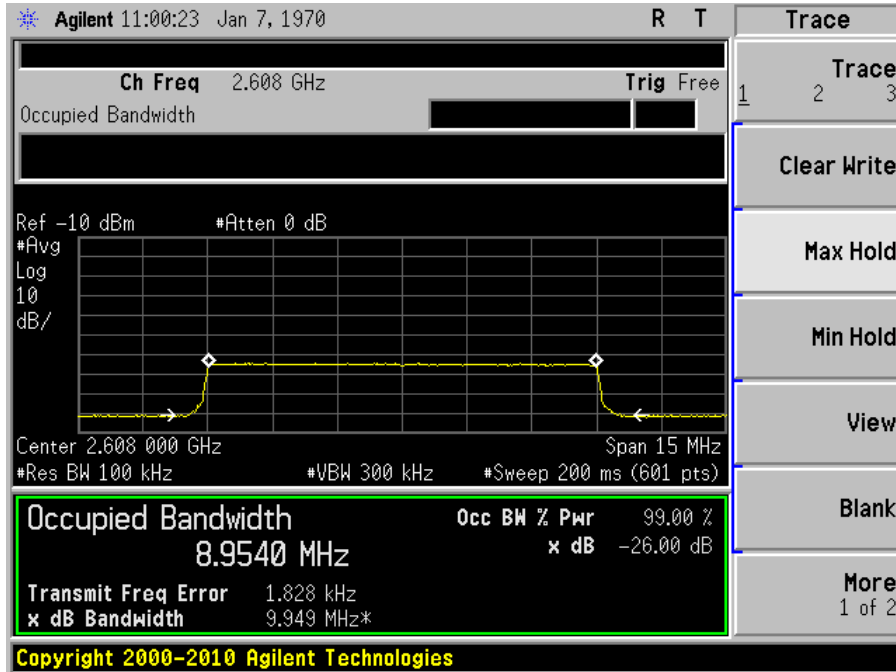 Agilent 11:00:23 Jan 7, 1970 R T
Trace
Ch Freq 2.608 GHz Trig Free
Occupied Bandwidth
Trace
1 2 3
Clear Write
Max Hold
Min Hold
View
Blank
More
1 of 2
Ref -10 dBm #Atten 0 dB
#Avg
Log
10
dB/
Center 2.608 000 GHz Span 15 MHz
#Res BW 100 kHz #VBW 300 kHz #Sweep 200 ms (601 pts)
Occupied Bandwidth Occ BW % Pwr 99.00 %
8.9540 MHz x dB -26.00 dB
Transmit Freq Error 1.828 kHz
x dB Bandwidth 9.949 MHz*
Copyright 2000-2010 Agilent Technologies